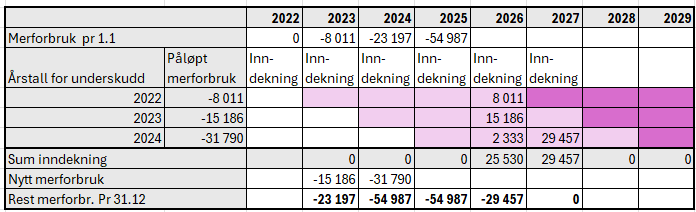 2022 2023 2024 2025 2026 2027 2028 2029
Merforbruk pr 1.1 0 -8 011 -23 197 -54 987
Påløpt Inn- Inn- Inn- Inn- Inn- Inn-
Årstall for underskudd merforbruk dekning dekning dekning dekning dekning dekning
2022 -8 011 8 011
2023 -15 186 15 186
2024 -31 790 2 333 29 457
Sum inndekning 0 0 0 25 530 29 457 0 0
Nytt merforbruk -15 186 -31 790
Rest merforbr. Pr 31.12 -23 197 -54 987 -54 987 -29 457 0